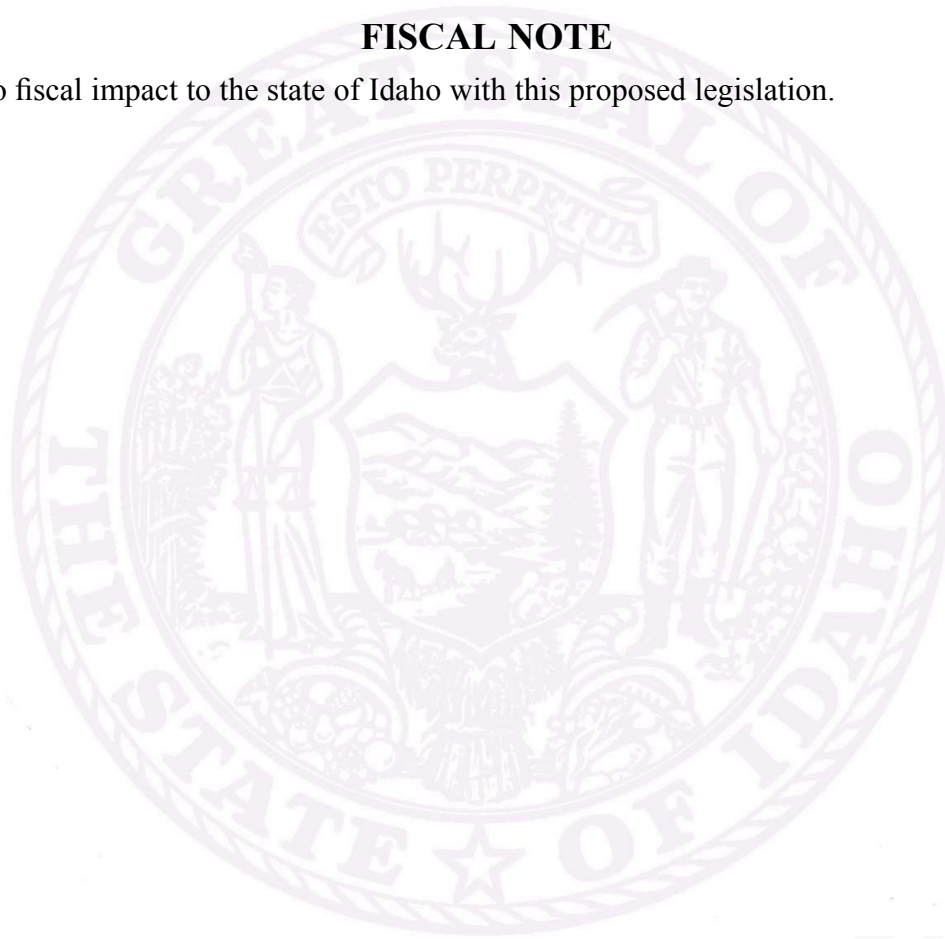 FISCAL NOTE
o fiscal impact to the state of Idaho with this proposed legislation.
GREAT SEAL OF
ESTO PERPETUA
THE STATE OF IDAHO